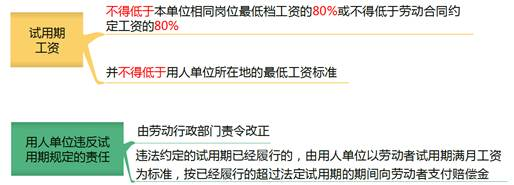 试用期
工资
不得低于本单位相同岗位最低档工资的80%或不得低于劳动合同约
定工资的80%
并不得低于用人单位所在地的最低工资标准
用人单位违反试
用期规定的责任
由劳动行政部门责令改正
违法约定的试用期已经履行的，由用人单位以劳动者试用期满月工资
为标准，按已经履行的超过法定试用期的期间向劳动者支付赔偿金